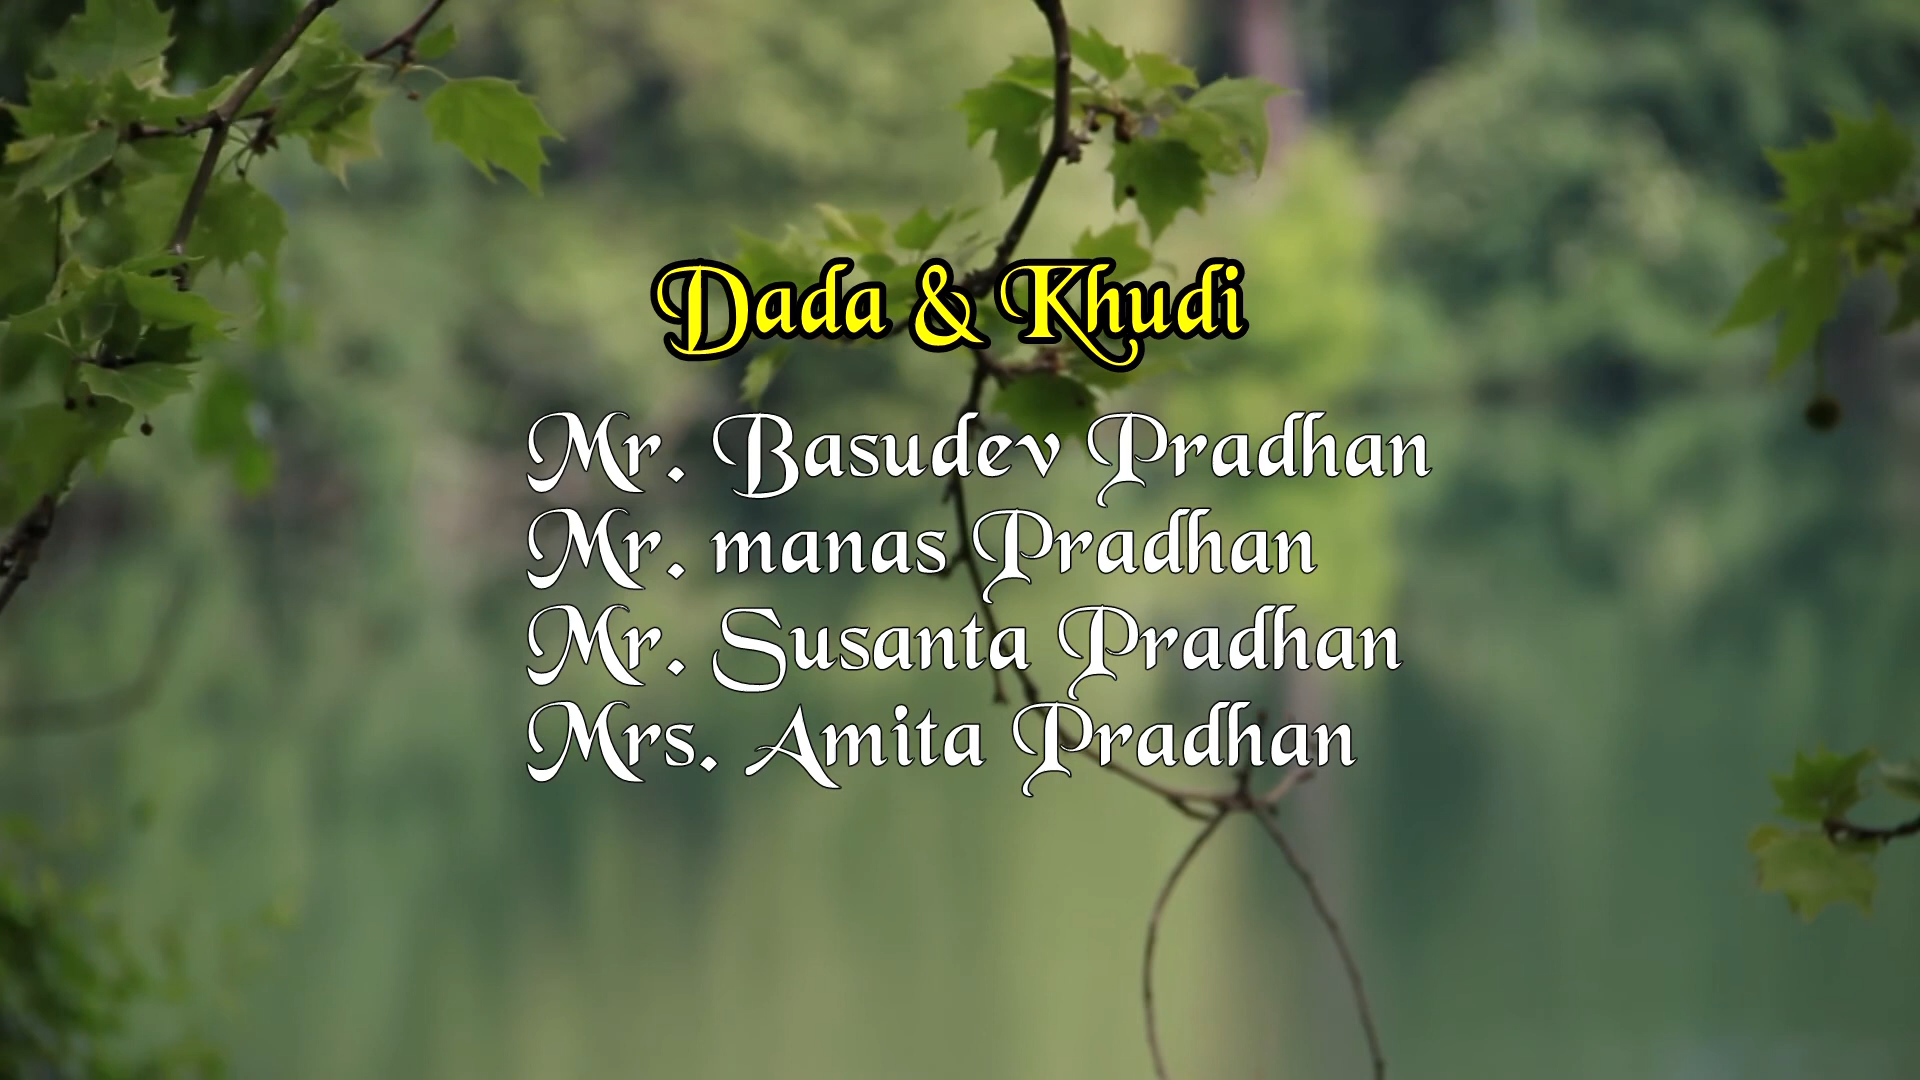 Dada & Khudi
Mr. Basudev Pradhan
Mr. manas Pradhan
Mr. Susanta Pradhan
Mrs. Amita Pradhan